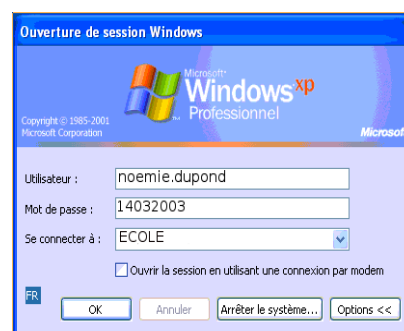 Ouverture de session Windows
Microsoft®
Windows xp
Professionnel
Copyright © 1985-2001
Microsoft Corporation
Microsoft
Utilisateur : noemie.dupond
Mot de passe : 14032003
Se connecter à : ECOLE
Ouvrir la session en utilisant une connexion par modem
FR
OK Annuler Arrêter le système... Options <<